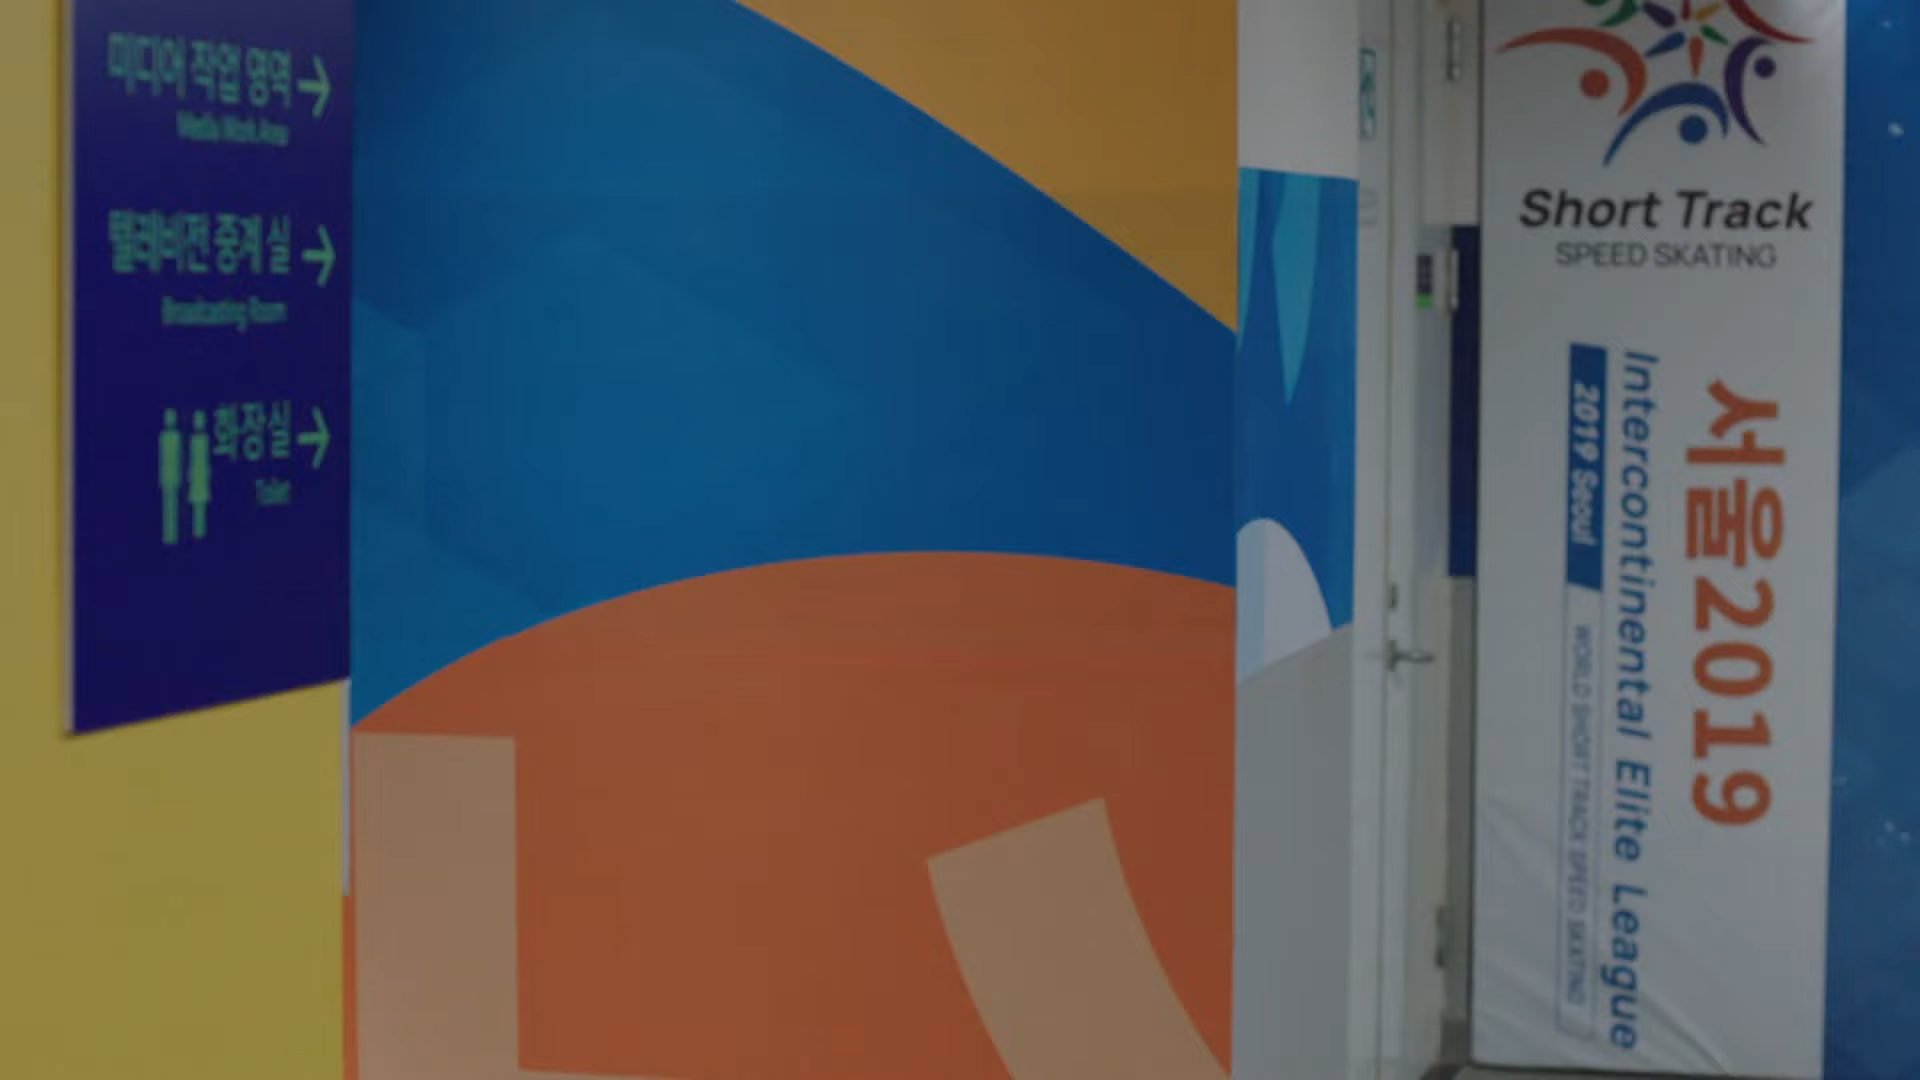 미디어 작업 영역
Media Work Area
텔레비전 중계 실
Broadcasting Room
화장실
Toilet
Short Track
SPEED SKATING
서울2019
Intercontinental Elite League
2019 Seoul
WORLD SHORT TRACK SPEED SKATING